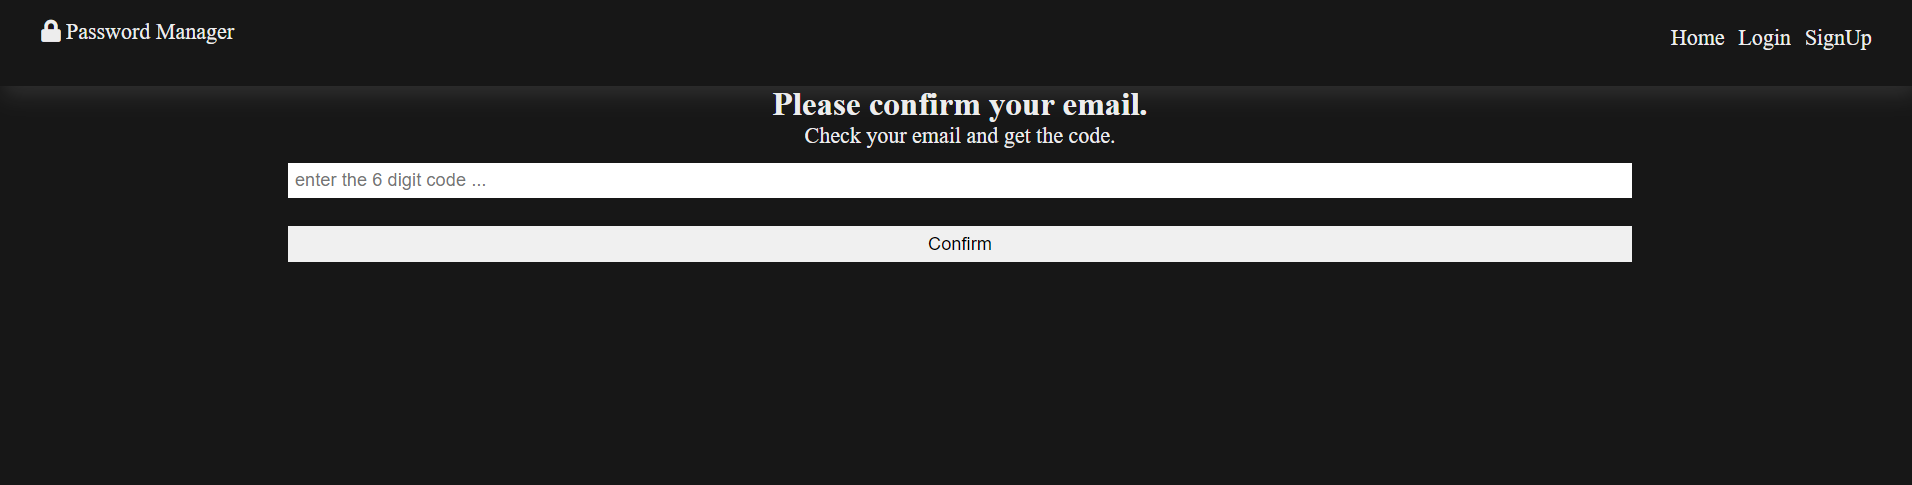 Password Manager
Home Login SignUp
Please confirm your email.
Check your email and get the code.
enter the 6 digit code ...
Confirm